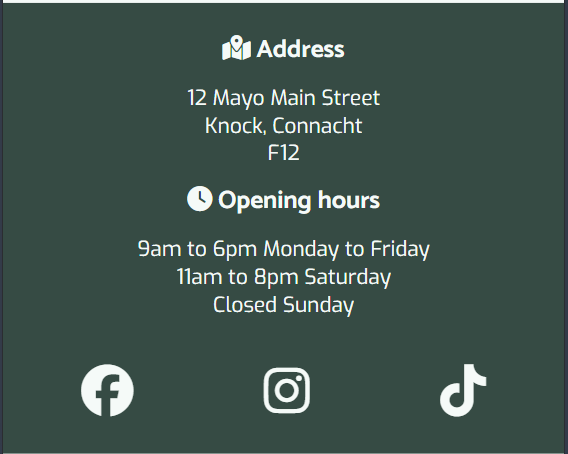 Address
12 Mayo Main Street
Knock, Connacht
F12
Opening hours
9am to 6pm Monday to Friday
11am to 8pm Saturday
Closed Sunday